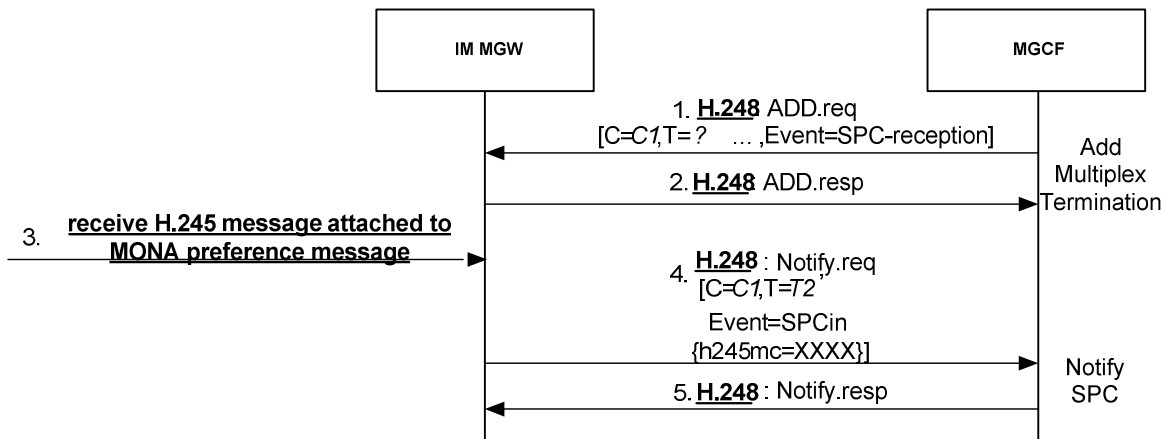 IM MGW
MGCF
1. H.248: ADD.req
[C=C1,T=? ... ,Event=SPC-reception]
Add
Multiplex
Termination
2. H.248: ADD.resp
3. receive H.245 message attached to
MONA preference message
4. H.248 : Notify.req
[C=C1,T=T2,
Event=SPCin
{h245mc=XXXX}]
Notify
SPC
5. H.248 : Notify.resp